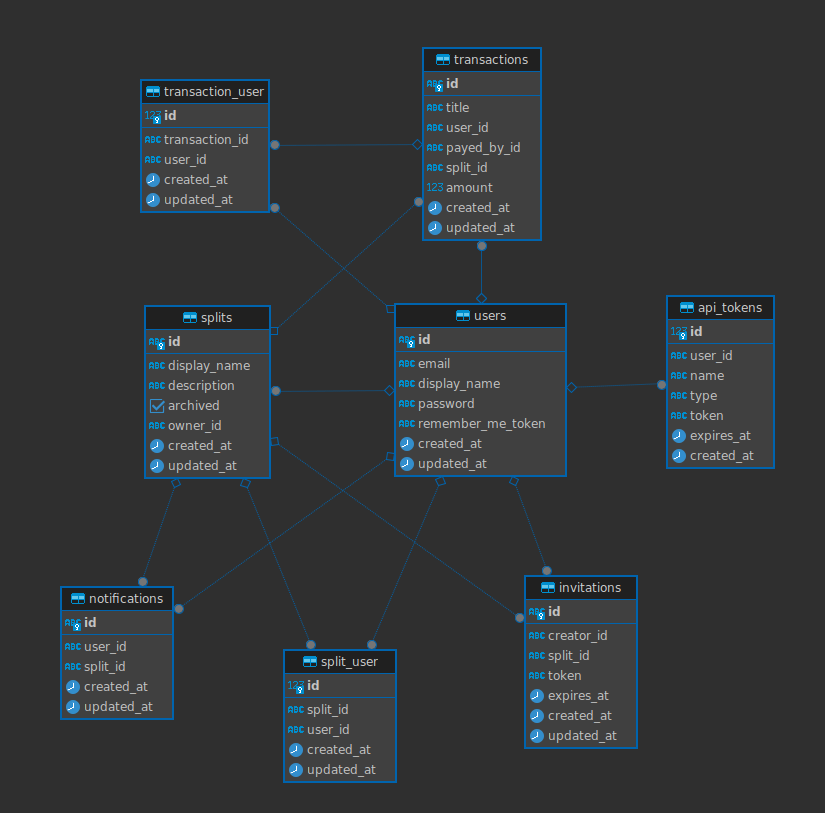 transactions
ABC id
ABC title
ABC user_id
ABC payed_by_id
ABC split_id
123 amount
created_at
updated_at
transaction_user
123 id
ABC transaction_id
ABC user_id
created_at
updated_at
splits
ABC id
ABC display_name
ABC description
archived
ABC owner_id
created_at
updated_at
users
ABC id
ABC email
ABC display_name
ABC password
ABC remember_me_token
created_at
updated_at
api_tokens
123 id
ABC user_id
ABC name
ABC type
ABC token
expires_at
created_at
notifications
ABC id
ABC user_id
ABC split_id
created_at
updated_at
split_user
123 id
ABC split_id
ABC user_id
created_at
updated_at
invitations
ABC id
ABC creator_id
ABC split_id
ABC token
expires_at
created_at
updated_at